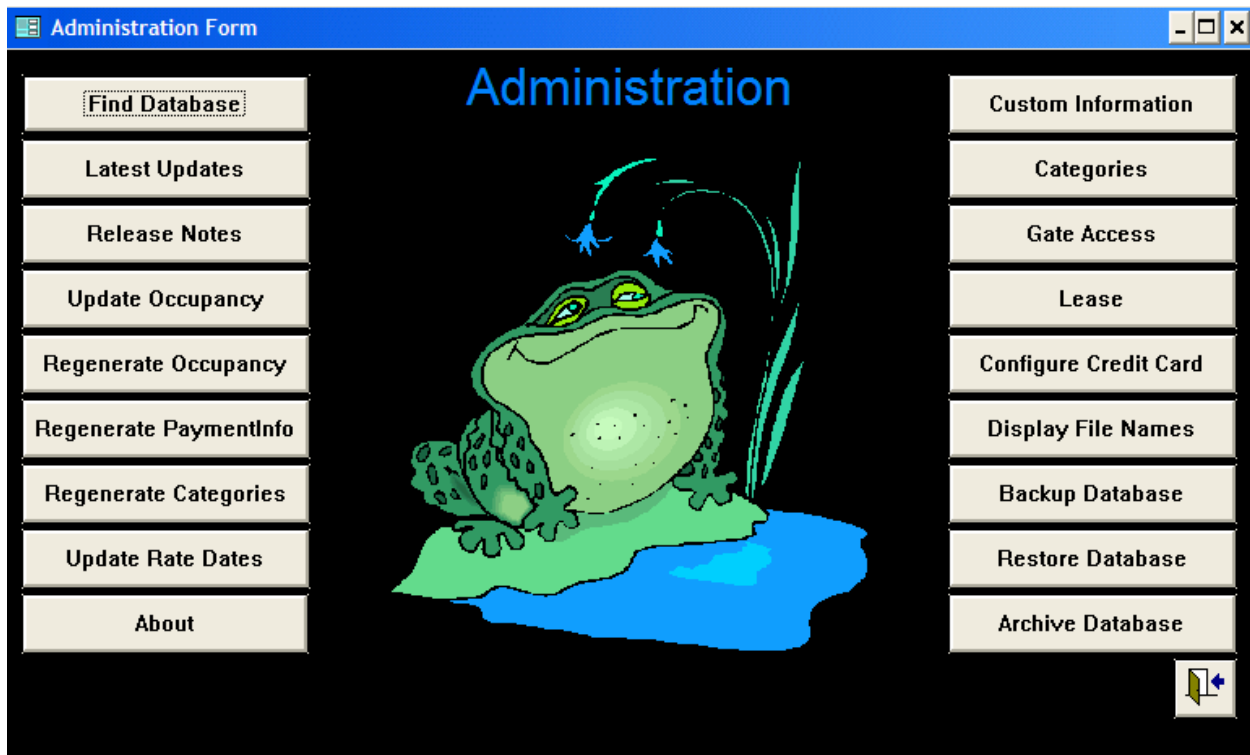 Administration Form
Administration
Find Database
Latest Updates
Release Notes
Update Occupancy
Regenerate Occupancy
Regenerate PaymentInfo
Regenerate Categories
Update Rate Dates
About
Custom Information
Categories
Gate Access
Lease
Configure Credit Card
Display File Names
Backup Database
Restore Database
Archive Database